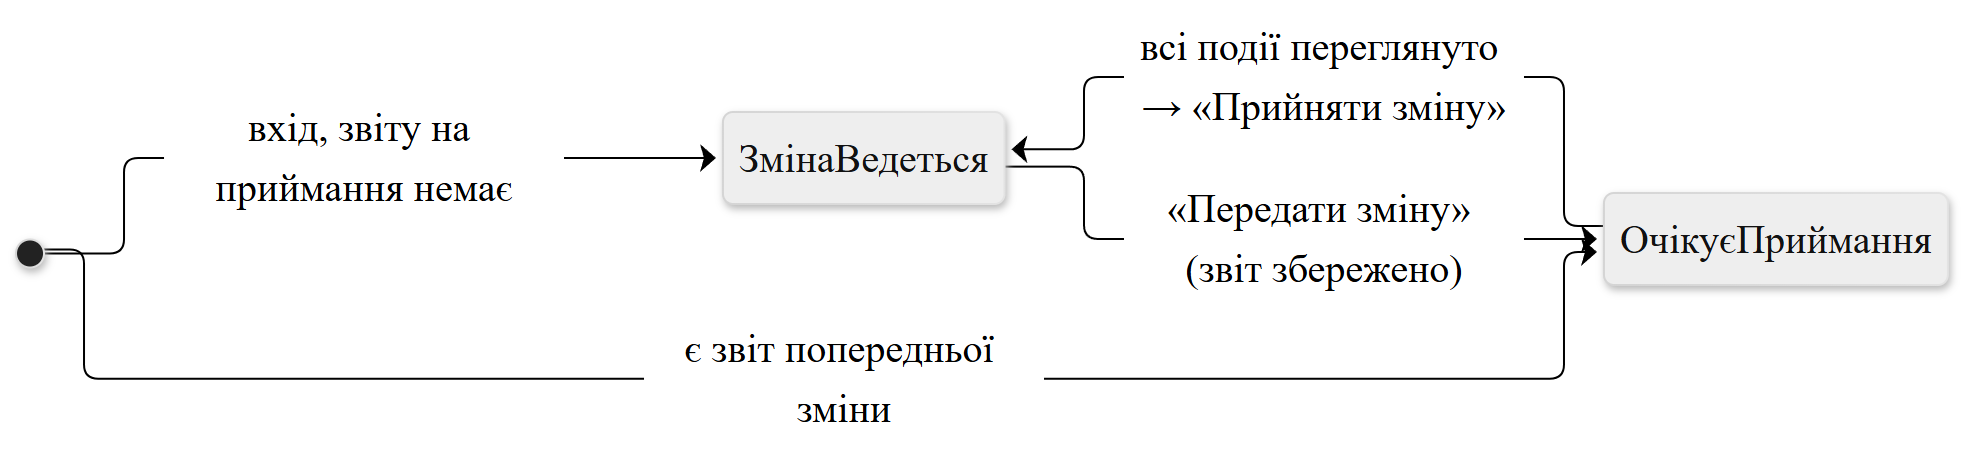 вхід, звіту на
приймання немає
ЗмінаВедеться
всі події переглянуто
→ «Прийняти зміну»
«Передати зміну»
(звіт збережено)
ОчікуєПриймання
є звіт попередньої
зміни